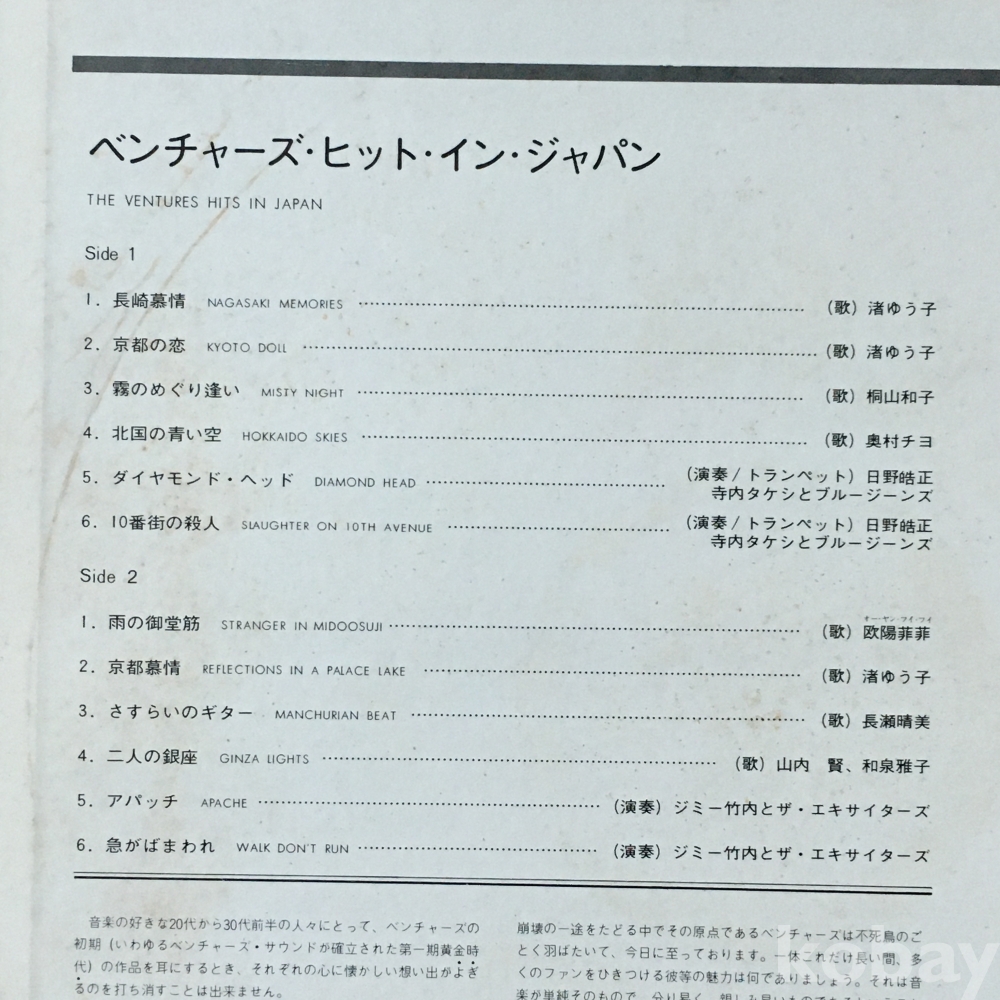 ベンチャーズ・ヒット・イン・ジャパン
THE VENTURES HITS IN JAPAN
Side 1
1. 長崎慕情 NAGASAKI MEMORIES ……… (歌) 渚ゆう子
2. 京都の恋 KYOTO DOLL ……… (歌) 渚ゆう子
3. 霧のめぐり逢い MISTY NIGHT ……… (歌) 桐山和子
4. 北国の青い空 HOKKAIDO SKIES ……… (歌) 奥村チヨ
5. ダイヤモンド・ヘッド DIAMOND HEAD ……… (演奏/トランペット) 日野皓正
寺内タケシとブルージーンズ
6. 10番街の殺人 SLAUGHTER ON 10TH AVENUE ……… (演奏/トランペット) 日野皓正
寺内タケシとブルージーンズ
Side 2
オーヤン・フィ・フィ
1. 雨の御堂筋 STRANGER IN MIDOOSUJI ……… (歌) 欧陽菲菲
2. 京都慕情 REFLECTIONS IN A PALACE LAKE ……… (歌) 渚ゆう子
3. さすらいのギター MANCHURIAN BEAT ……… (歌) 長瀬晴美
4. 二人の銀座 GINZA LIGHTS ……… (歌) 山内 賢、和泉雅子
5. アパッチ APACHE ……… (演奏) ジミー竹内とザ・エキサイターズ
6. 急がばまわれ WALK DON'T RUN ……… (演奏) ジミー竹内とザ・エキサイターズ
音楽の好きな20代から30代前半の人々にとって、ベンチャーズの
初期 (いわゆるベンチャーズ・サウンドが確立された第一期黄金時
代) の作品を耳にするとき、それぞれの心に懐かしい想い出がよぎ
るのを打ち消すことは出来ません。
崩壊の一途をたどる中でその原点であるベンチャーズは不死鳥のご
とく羽ばたいて、今日に至っております。一体これだけ長い間、多
くのファンをひきつける彼等の魅力は何でありましょう。それは音
楽が単純そのもので、分り易く、親しみ易い